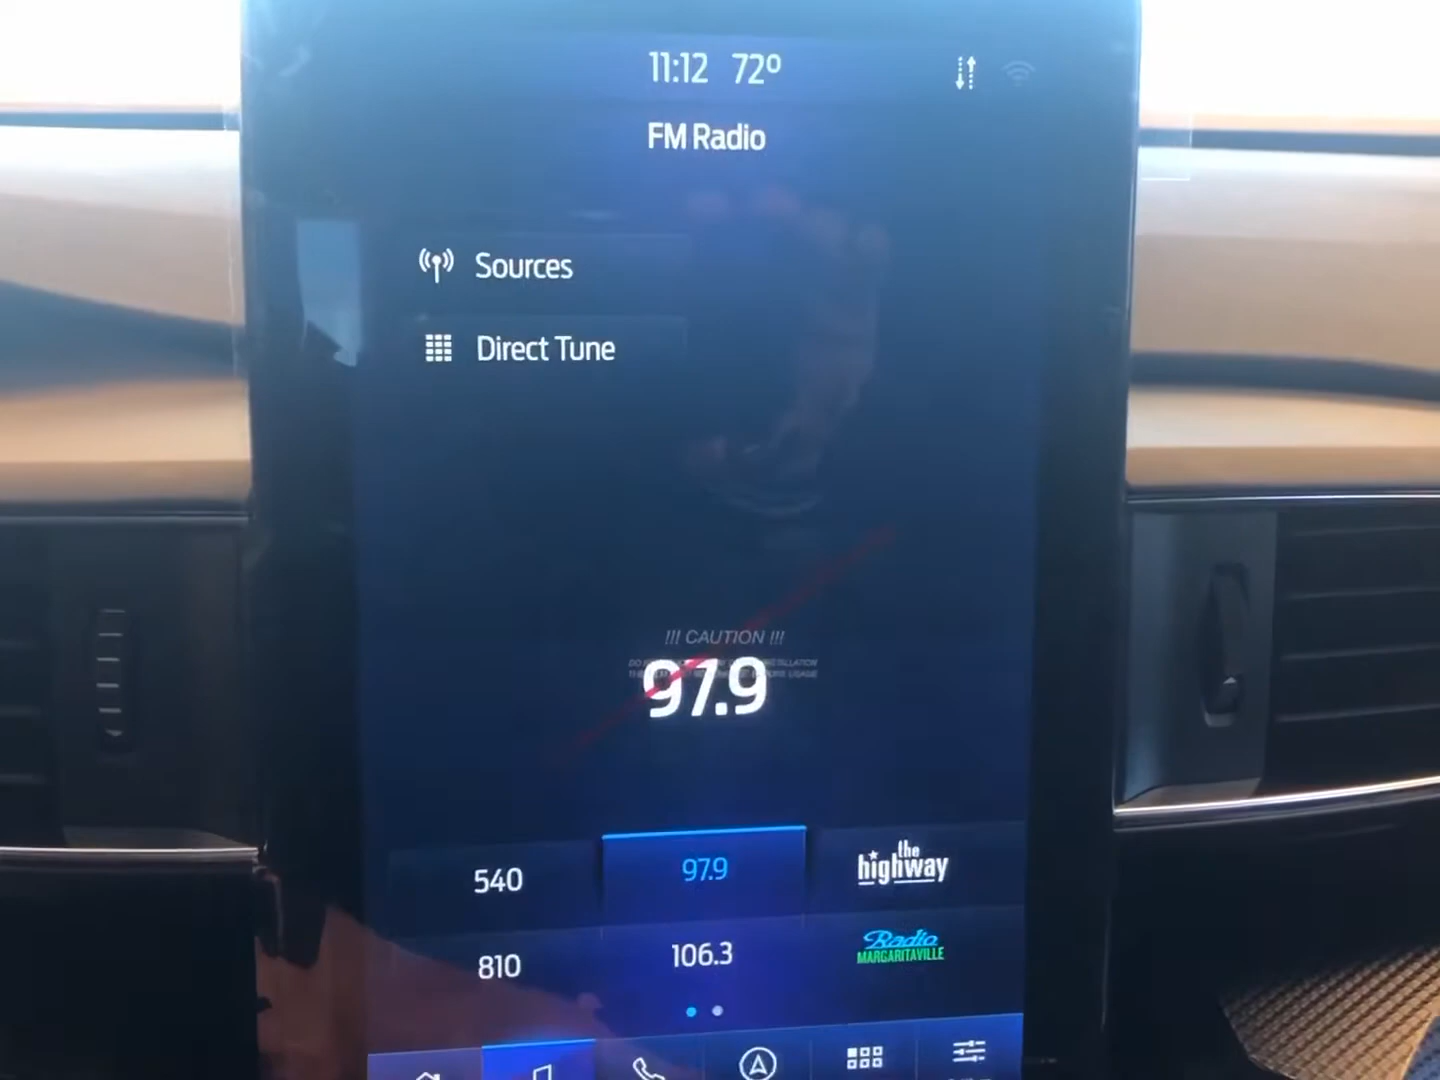 11:12 72°
FM Radio
Sources
Direct Tune
!!! CAUTION !!!
97.9
540
97.9
the highway
810
106.3
Radio
MARGARITAVILLE